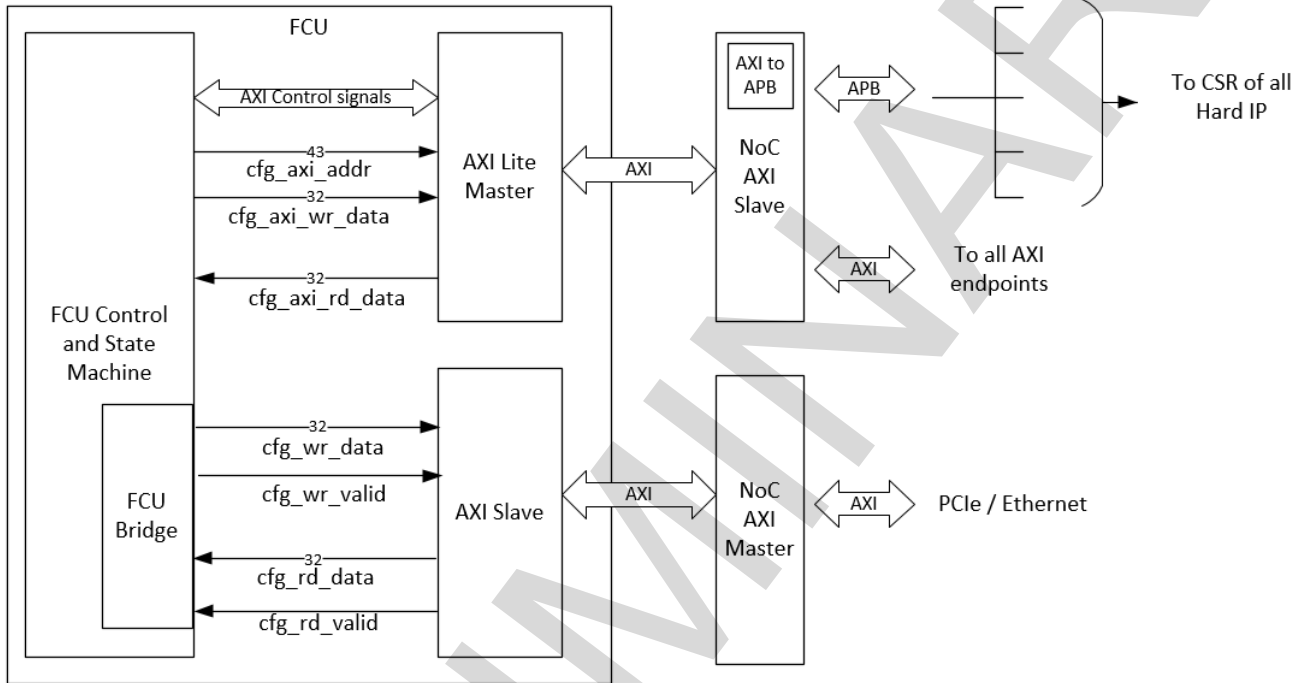 FCU
AXI Control signals
43
cfg_axi_addr
32
cfg_axi_wr_data
32
cfg_axi_rd_data
AXI Lite
Master
FCU Control
and State
Machine
FCU
Bridge
32
cfg_wr_data
cfg_wr_valid
32
cfg_rd_data
cfg_rd_valid
AXI Slave
AXI
AXI to
APB
NoC
AXI
Slave
APB
To CSR of all
Hard IP
AXI
To all AXI
endpoints
AXI
NoC
AXI
Master
AXI
PCIe / Ethernet
MINAR